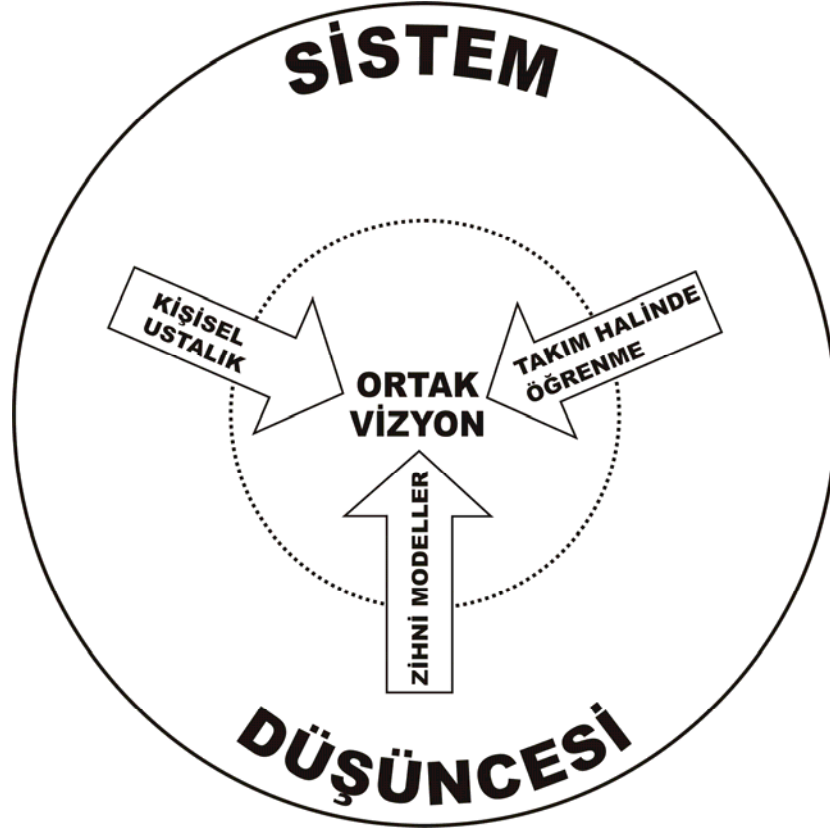 SİSTEM
KİŞİSEL
USTALIK
TAKIM HALİNDE
ÖĞRENME
ORTAK
VİZYON
ZİHNİ MODELLER
DÜŞÜNCESİ